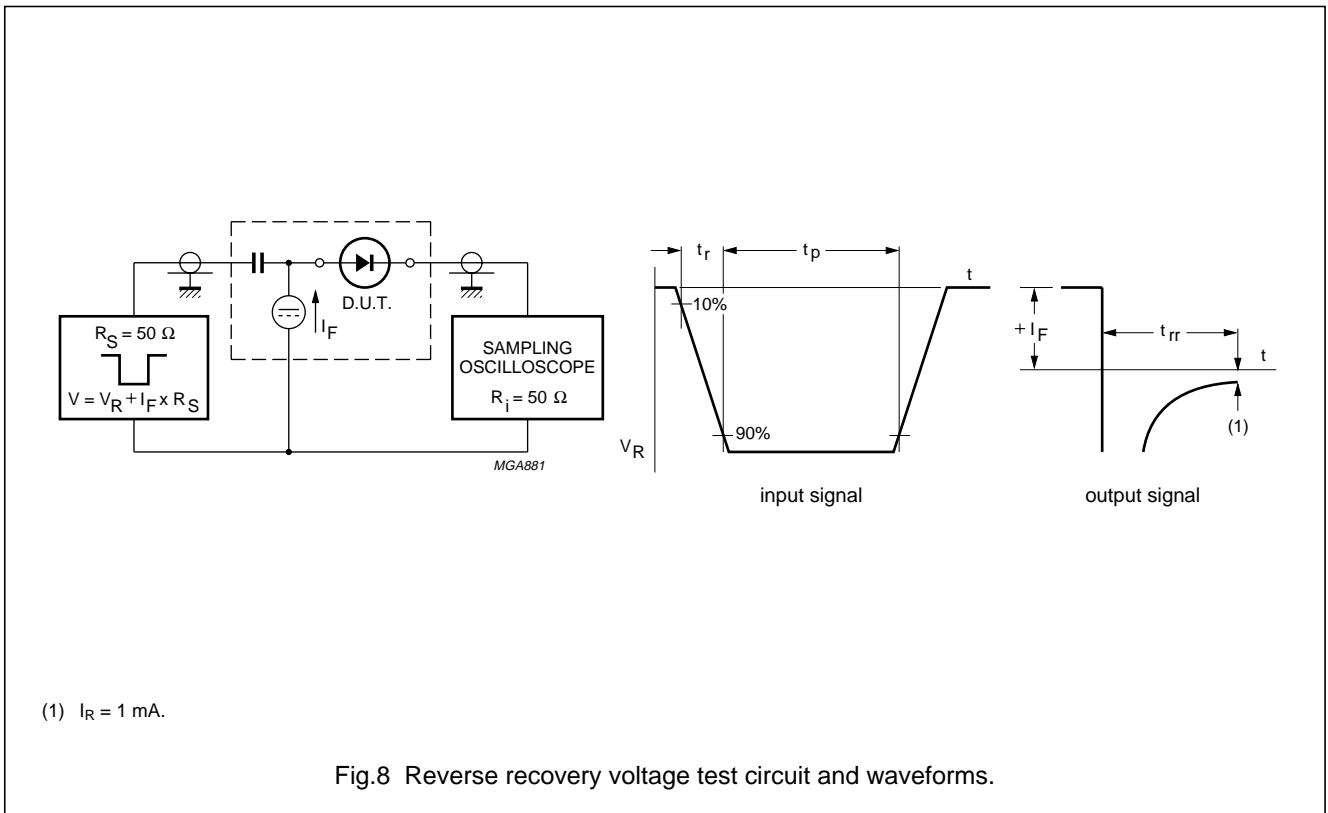 R_S = 50 Ω
V = V_R + I_F x R_S
I_F
D.U.T.
SAMPLING
OSCILLOSCOPE
R_i = 50 Ω
MGA881
t_r
t_p
t
10%
90%
V_R
input signal
+ I_F
t_rr
t
(1)
output signal
(1) I_R = 1 mA.
Fig.8 Reverse recovery voltage test circuit and waveforms.